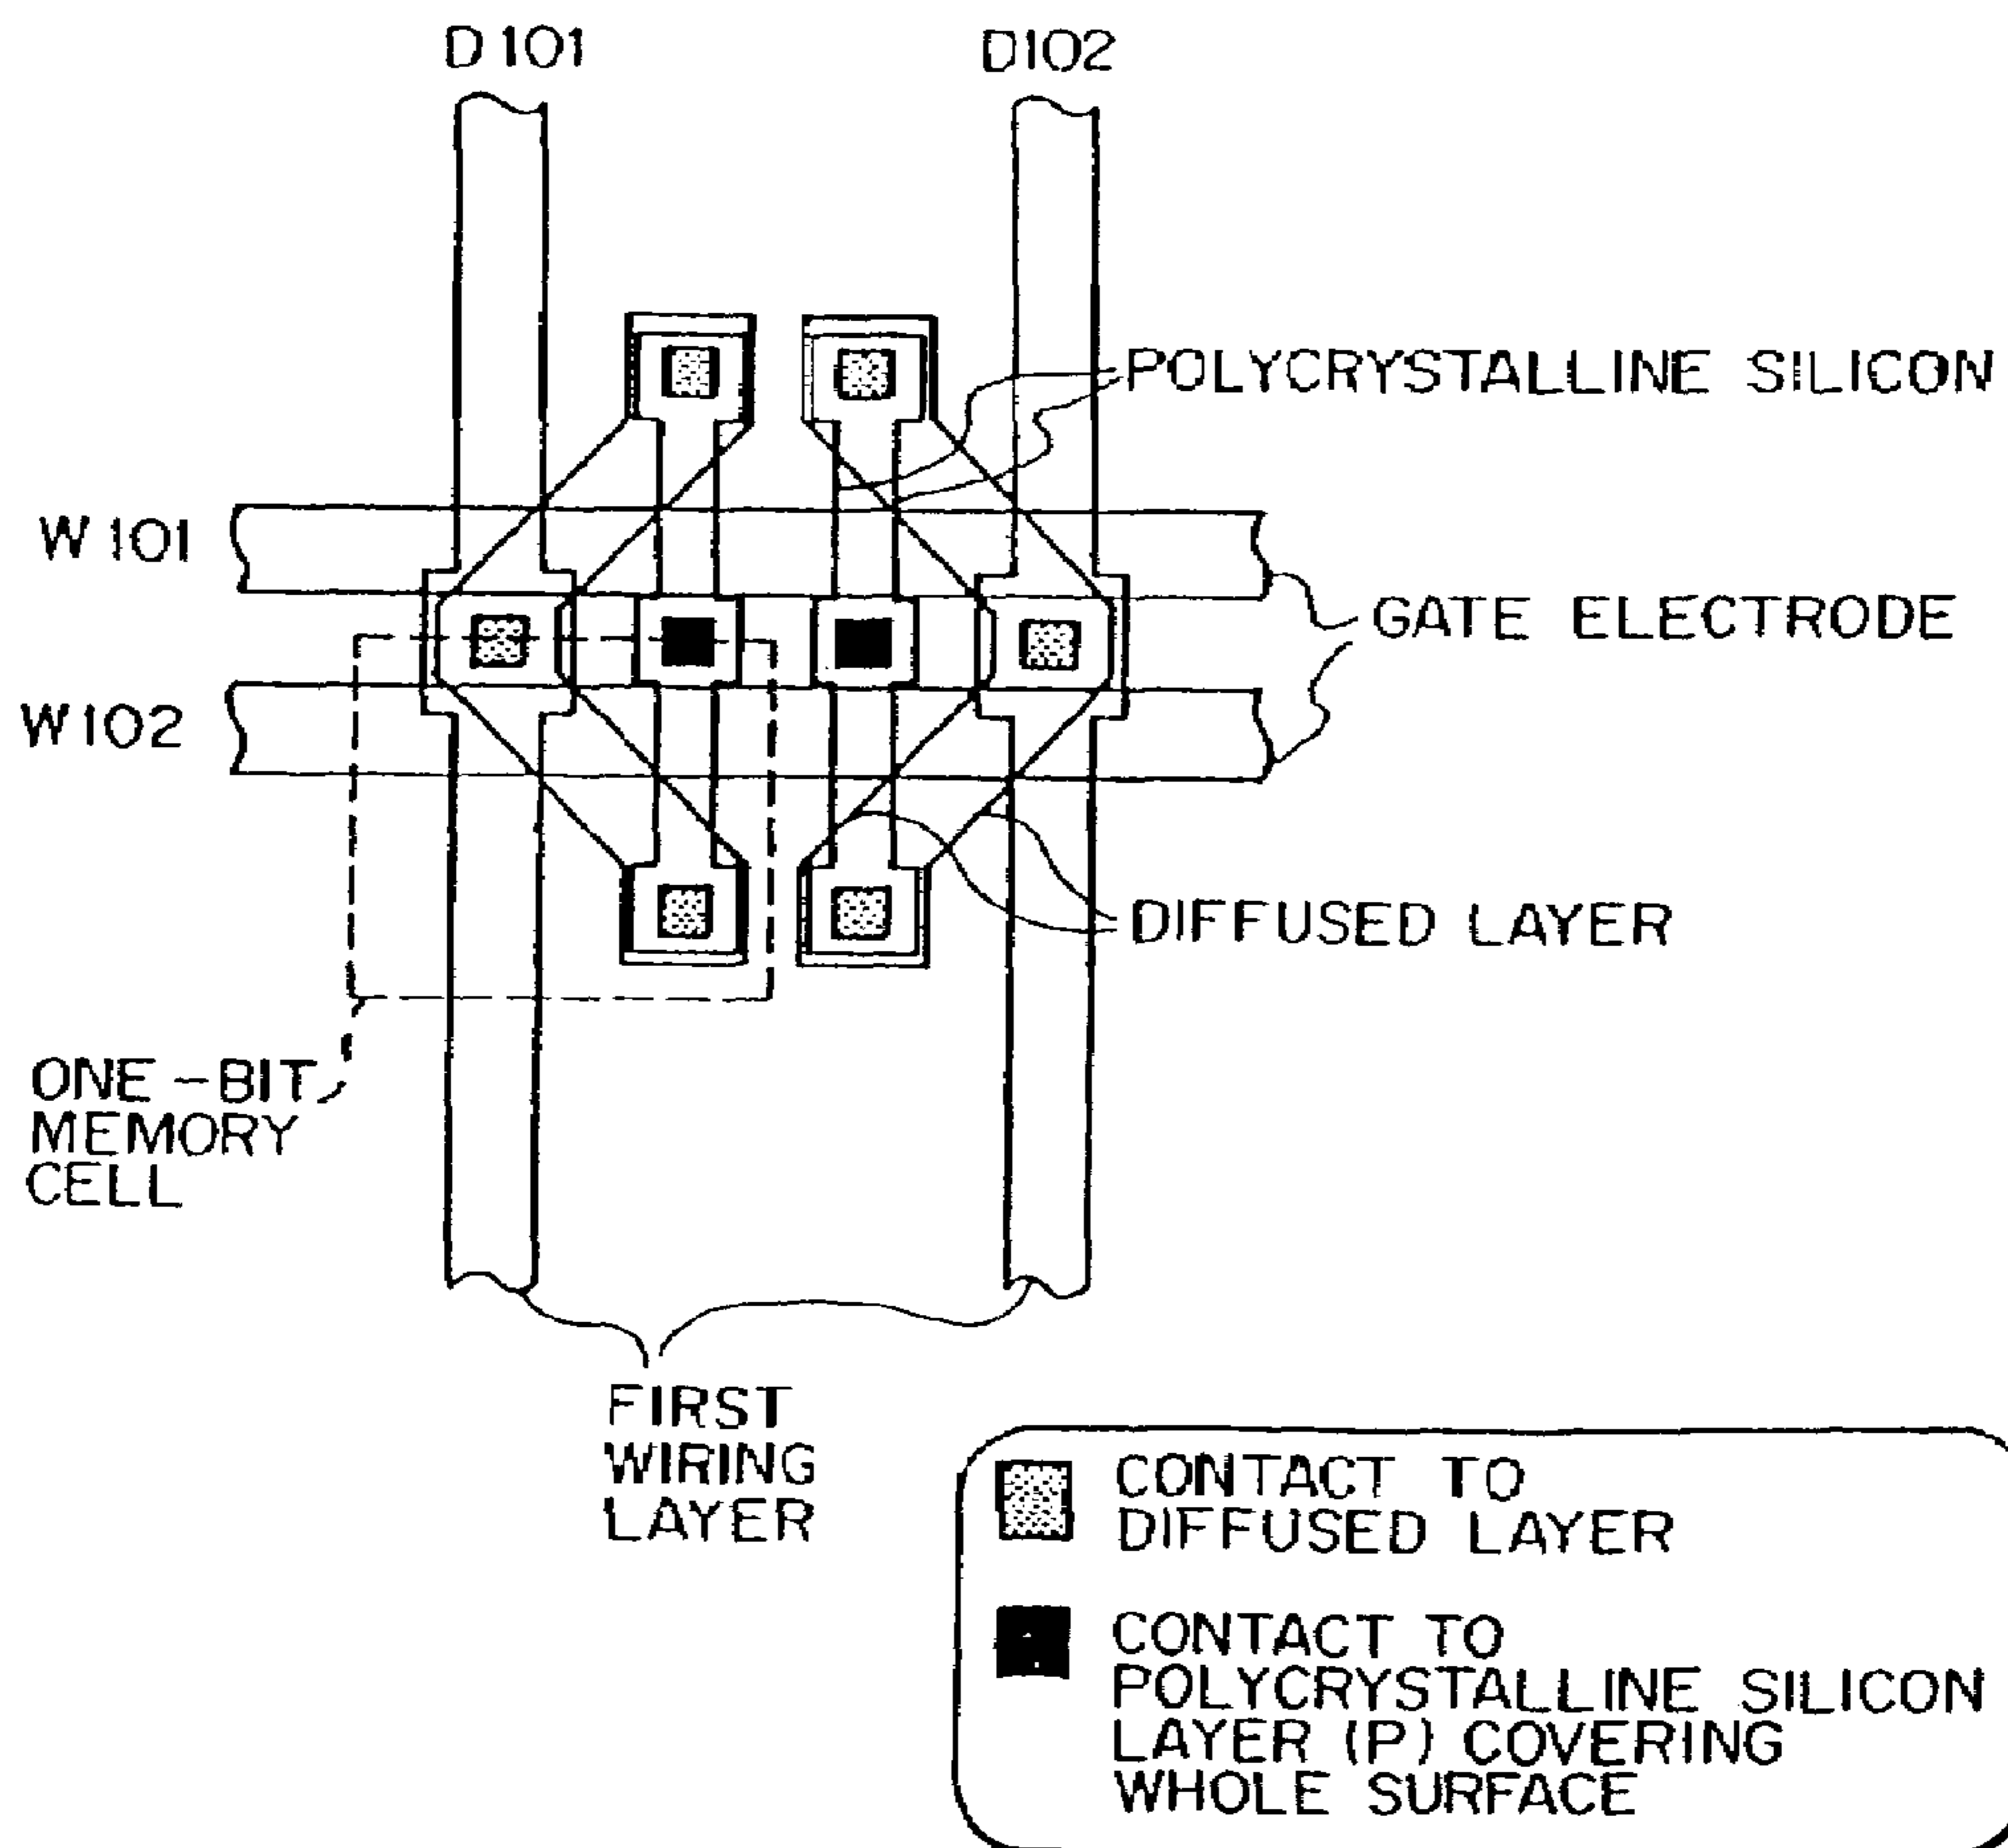 D101
D102
POLYCRYSTALLINE SILICON
W101
GATE ELECTRODE
W102
DIFFUSED LAYER
ONE-BIT
MEMORY
CELL
FIRST
WIRING
LAYER
CONTACT TO
DIFFUSED LAYER
CONTACT TO
POLYCRYSTALLINE SILICON
LAYER (P) COVERING
WHOLE SURFACE